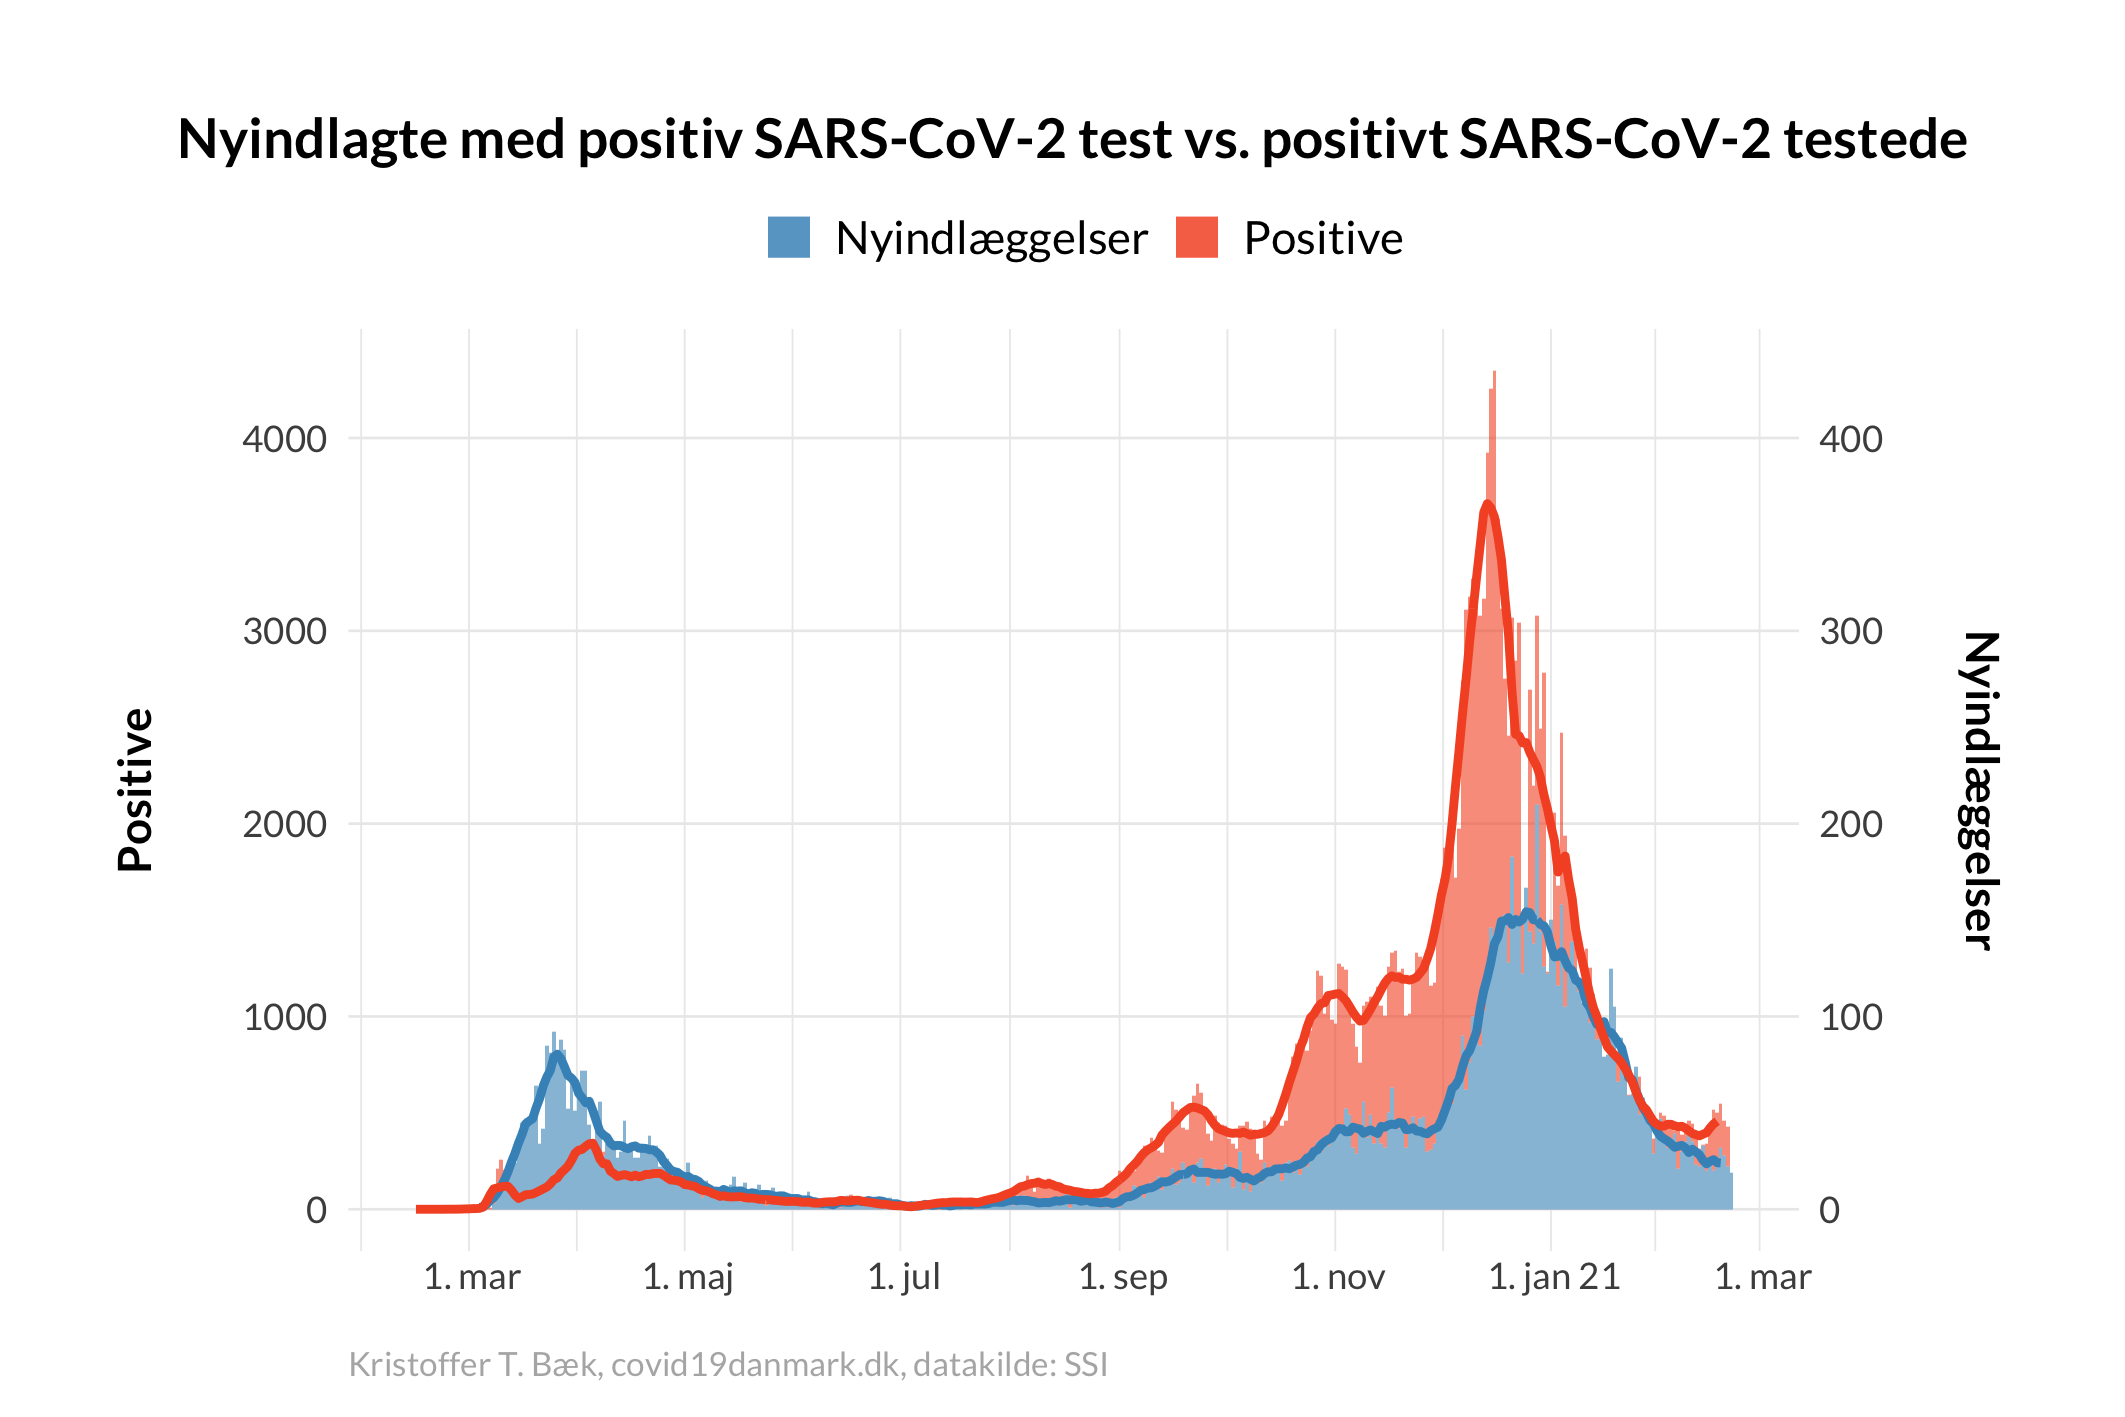 Nyindlagte med positiv SARS-CoV-2 test vs. positivt SARS-CoV-2 testede
Nyindlæggelser Positive
Positive
4000
3000
2000
1000
0
400
300
200
100
0
Nyindlæggelser
1. mar 1. maj 1. jul 1. sep 1. nov 1. jan 21 1. mar
Kristoffer T. Bæk, covid19danmark.dk, datakilde: SSI